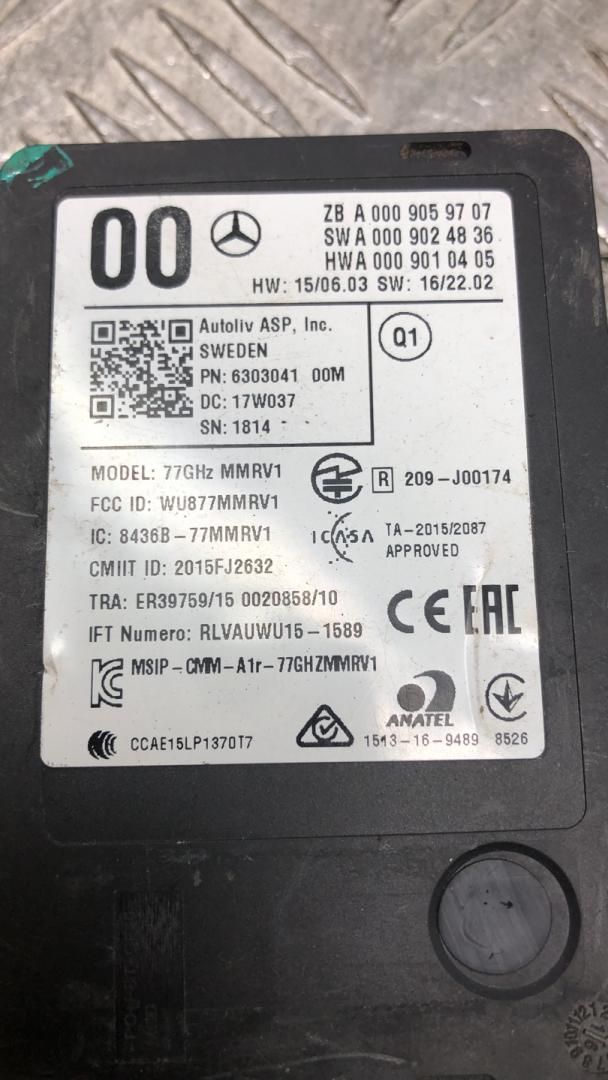 00
ZB A 000 905 97 07
SW A 000 902 48 36
HW A 000 901 04 05
HW: 15/06.03 SW: 16/22.02
Autoliv ASP, Inc.
SWEDEN
PN: 6303041 00M
DC: 17W037
SN: 1814
Q1
MODEL: 77GHz MMRV1
R 209-J00174
FCC ID: WU877MMRV1
IC: 8436B-77MMRV1
ICASA TA-2015/2087
APPROVED
CMIIT ID: 2015FJ2632
TRA: ER39759/15 0020858/10
CE EAC
IFT Numero: RLVAUWU15-1589
MSIP-CMM-A1r-77GHZMMRV1
ANATEL
CCAE15LP1370T7
1513-16-9489 8526